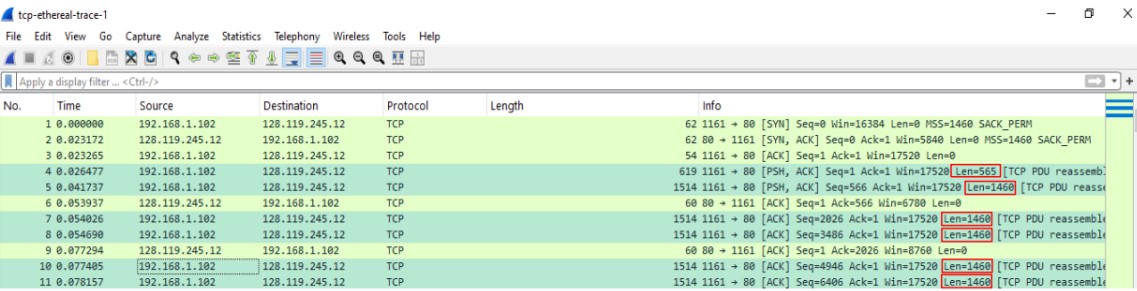 tcp-ethereal-trace-1
File Edit View Go Capture Analyze Statistics Telephony Wireless Tools Help
Apply a display filter ... <Ctrl-/>
No. Time Source Destination Protocol Length Info
1 0.000000 192.168.1.102 128.119.245.12 TCP 62 1161 → 80 [SYN] Seq=0 Win=16384 Len=0 MSS=1460 SACK_PERM
2 0.023172 128.119.245.12 192.168.1.102 TCP 62 80 → 1161 [SYN, ACK] Seq=0 Ack=1 Win=5840 Len=0 MSS=1460 SACK_PERM
3 0.023265 192.168.1.102 128.119.245.12 TCP 54 1161 → 80 [ACK] Seq=1 Ack=1 Win=17520 Len=0
4 0.026477 192.168.1.102 128.119.245.12 TCP 619 1161 → 80 [PSH, ACK] Seq=1 Ack=1 Win=17520 Len=565 [TCP PDU reassembl
5 0.041737 192.168.1.102 128.119.245.12 TCP 1514 1161 → 80 [PSH, ACK] Seq=566 Ack=1 Win=17520 Len=1460 [TCP PDU reasse
6 0.053937 128.119.245.12 192.168.1.102 TCP 60 80 → 1161 [ACK] Seq=1 Ack=566 Win=6780 Len=0
7 0.054026 192.168.1.102 128.119.245.12 TCP 1514 1161 → 80 [ACK] Seq=2026 Ack=1 Win=17520 Len=1460 [TCP PDU reassemble
8 0.054690 192.168.1.102 128.119.245.12 TCP 1514 1161 → 80 [ACK] Seq=3486 Ack=1 Win=17520 Len=1460 [TCP PDU reassemble
9 0.077294 128.119.245.12 192.168.1.102 TCP 60 80 → 1161 [ACK] Seq=1 Ack=2026 Win=8760 Len=0
10 0.077405 192.168.1.102 128.119.245.12 TCP 1514 1161 → 80 [ACK] Seq=4946 Ack=1 Win=17520 Len=1460 [TCP PDU reassemble
11 0.078157 192.168.1.102 128.119.245.12 TCP 1514 1161 → 80 [ACK] Seq=6406 Ack=1 Win=17520 Len=1460 [TCP PDU reassemble